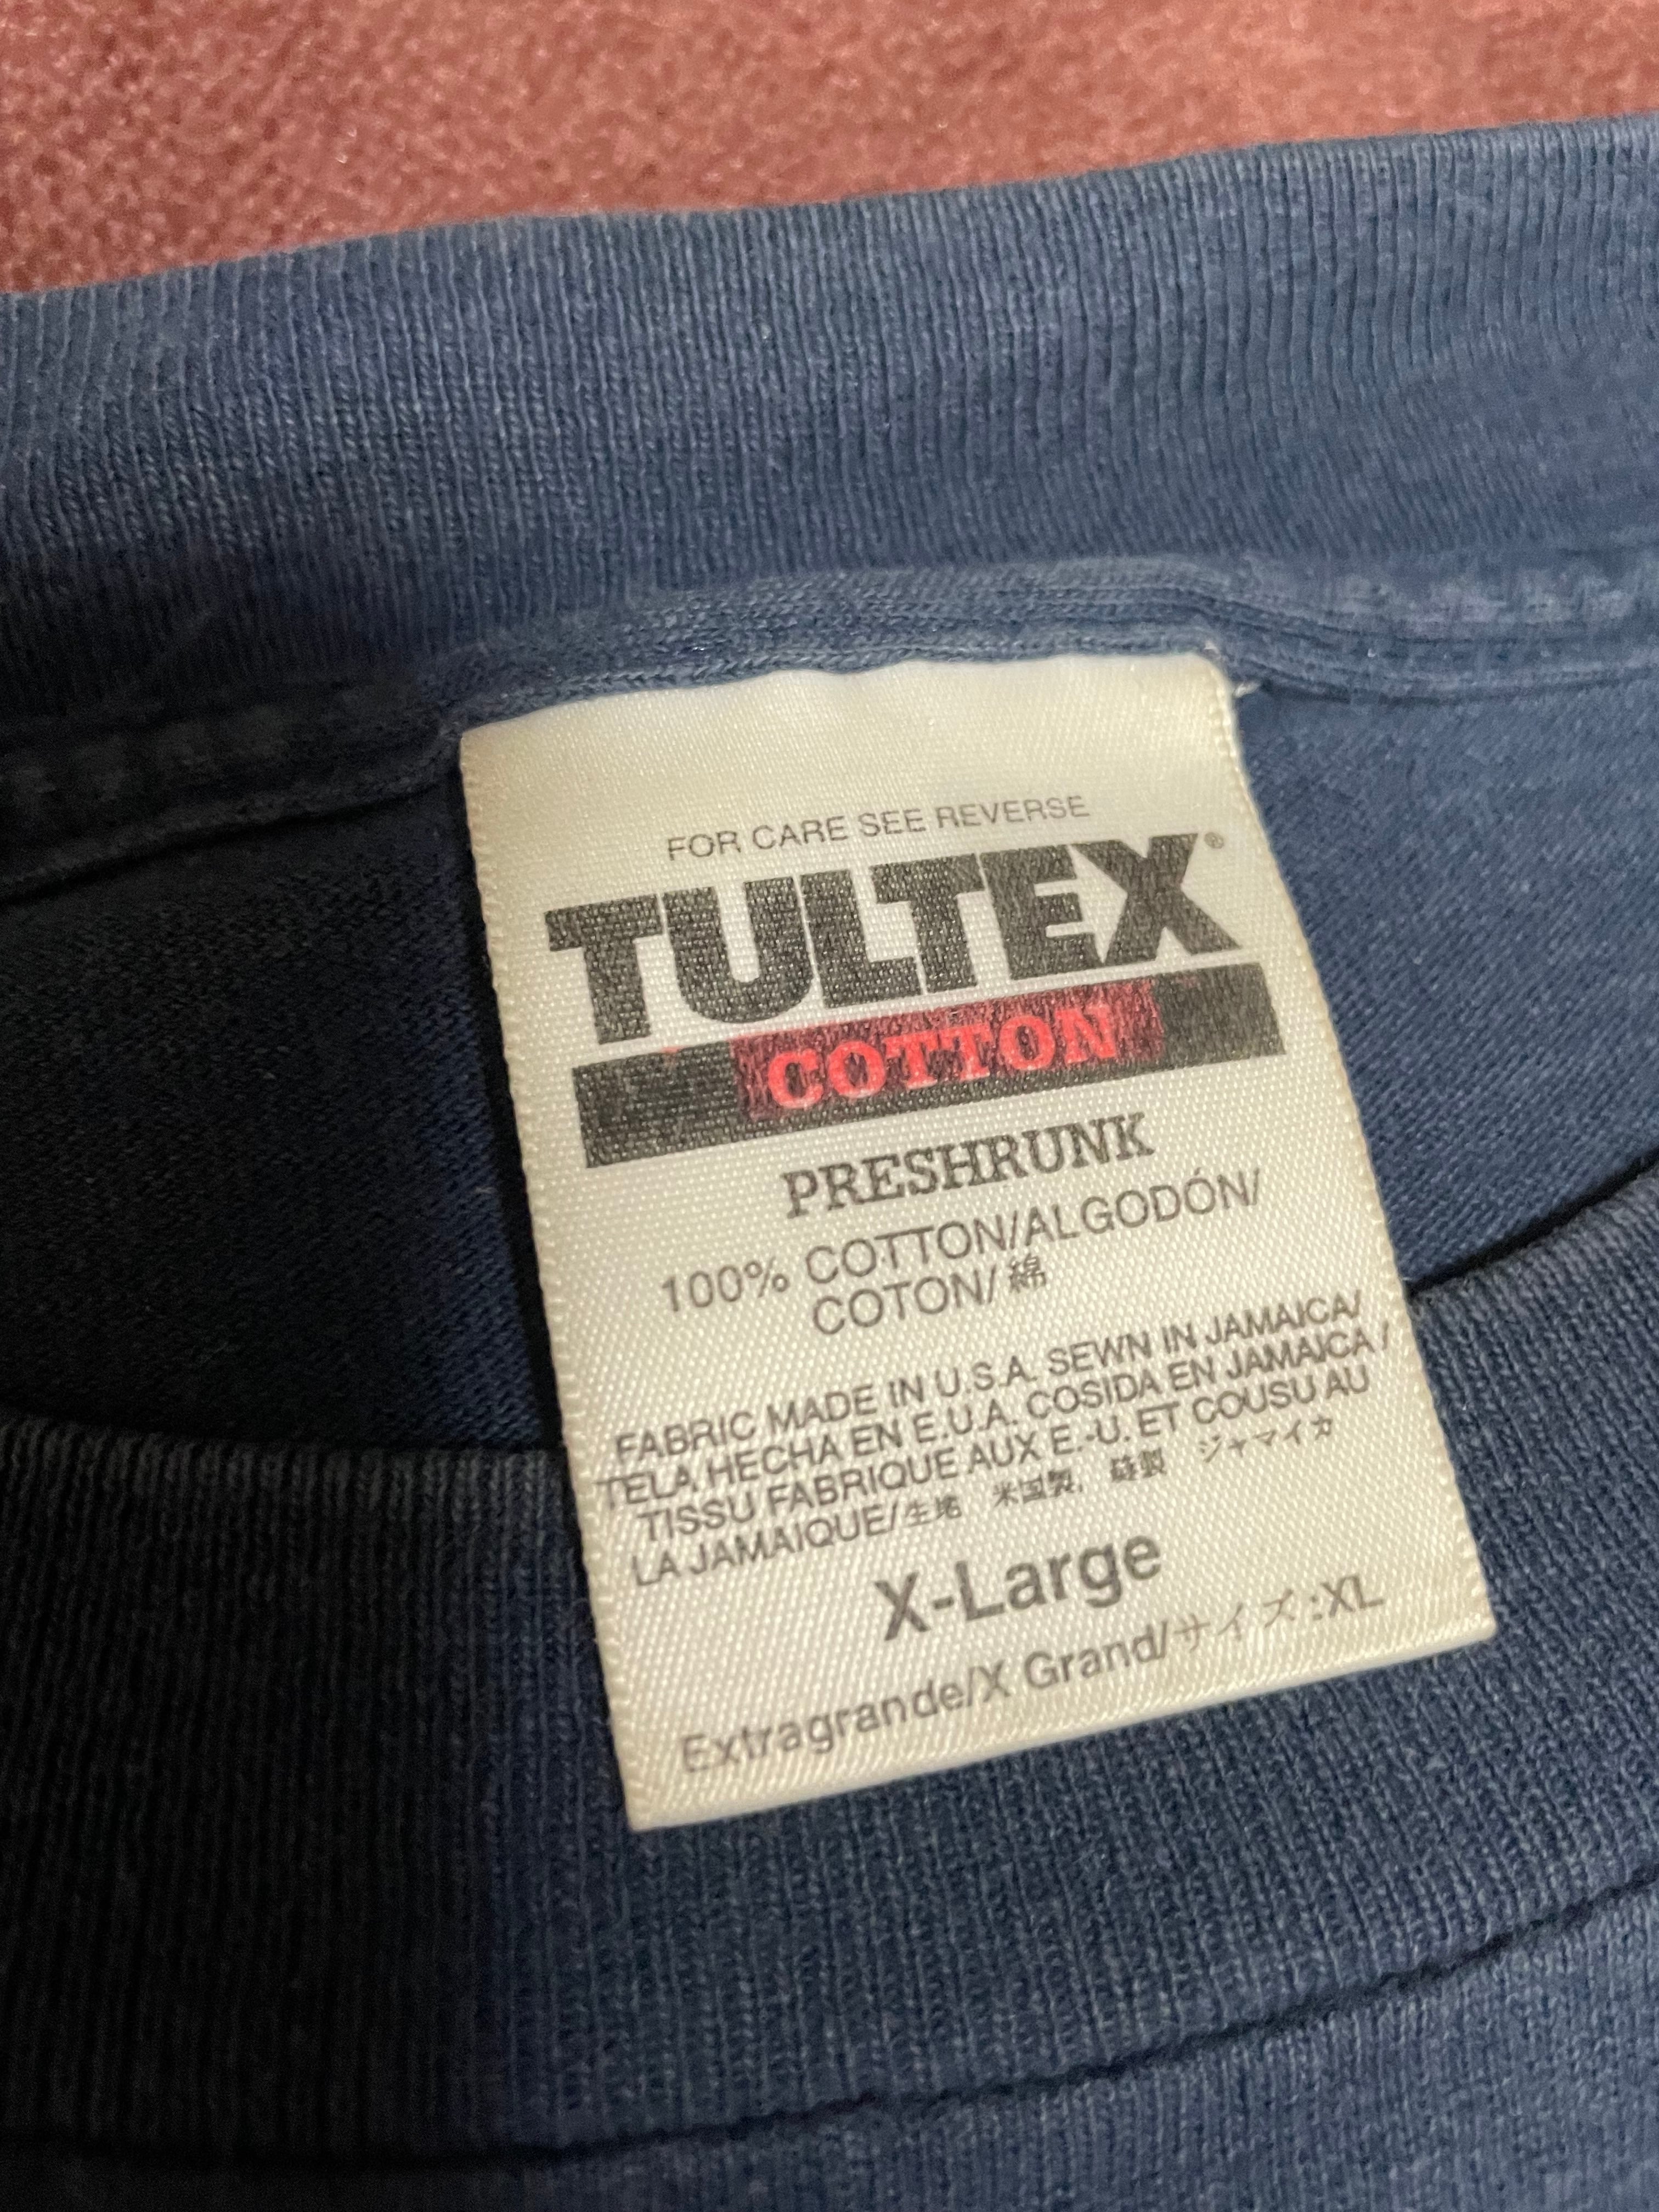 FOR CARE SEE REVERSE
TULTEX®
COTTON
PRESHRUNK
100% COTTON/ALGODÓN/
COTON/綿
FABRIC MADE IN U.S.A. SEWN IN JAMAICA/
TELA HECHA EN E.U.A. COSIDA EN JAMAICA/
TISSU FABRIQUE AUX E.-U. ET COUSU AU
LA JAMAIQUE/生地 米国製, 縫製 ジャマイカ
X-Large
Extragrande/X Grand/サイズ:XL